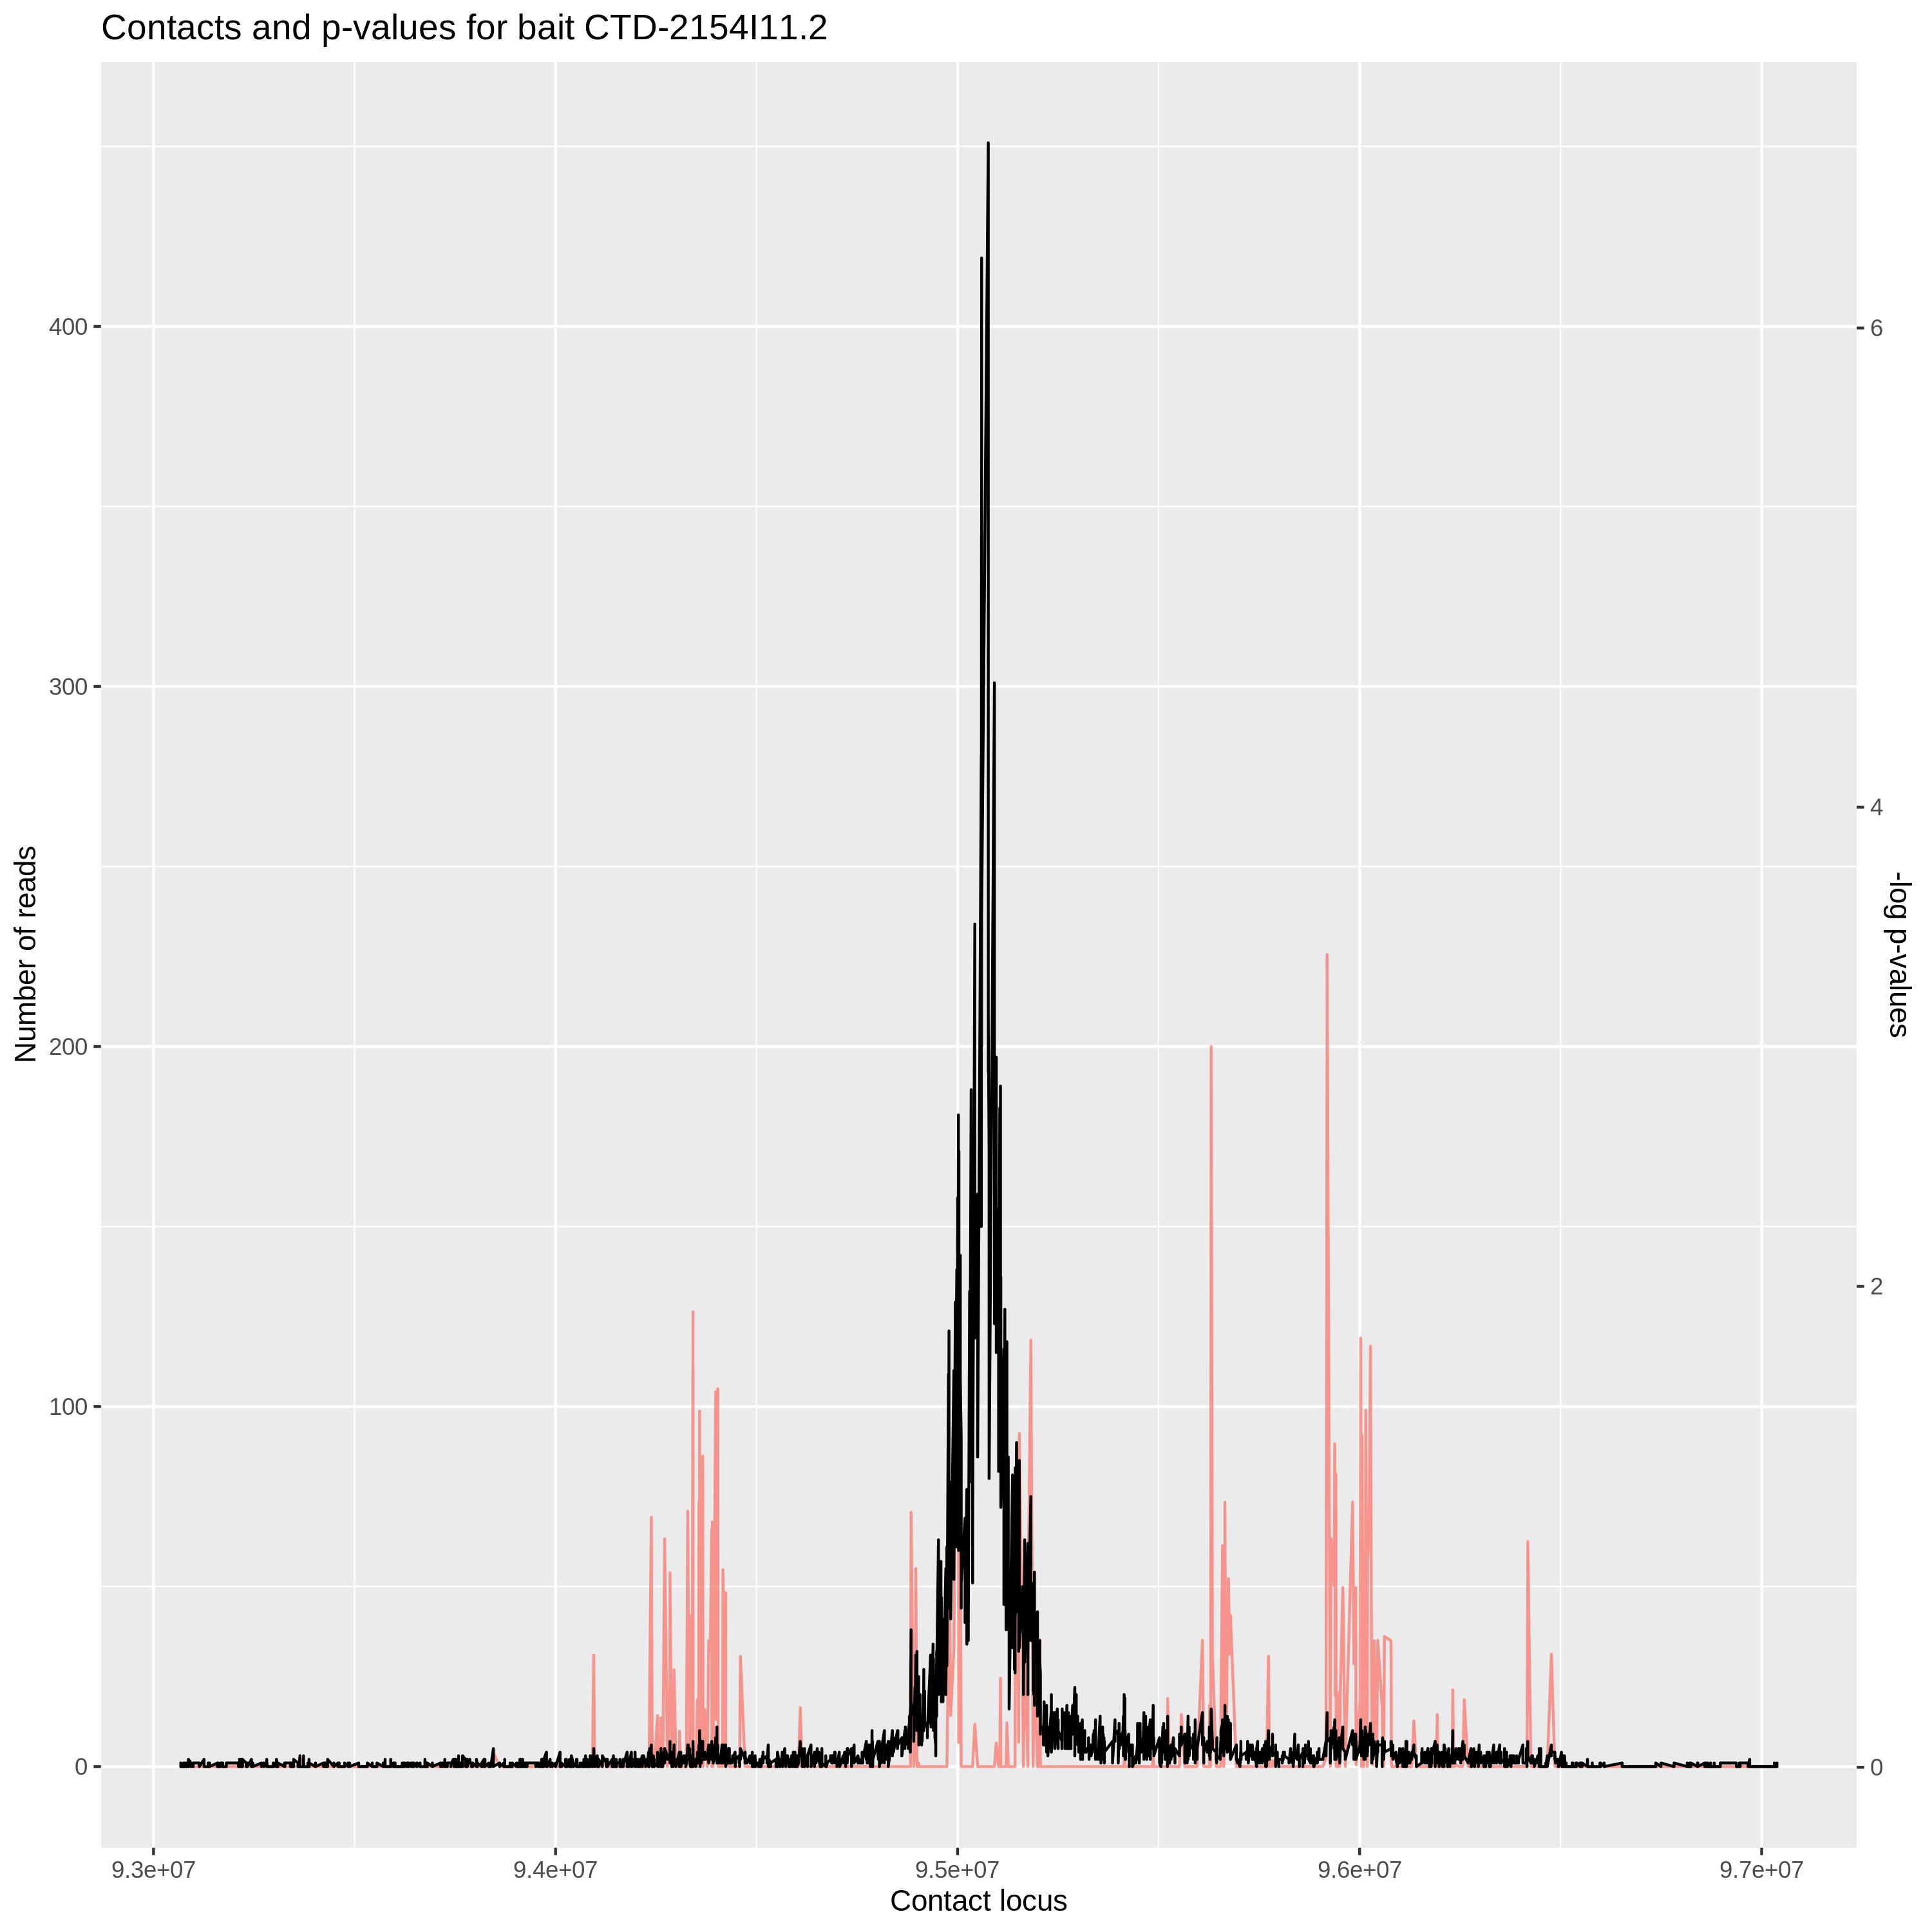 Contacts and p-values for bait CTD-2154I11.2
400
300
200
100
0
Number of reads
6
4
2
0
-log p-values
9.3e+07
9.4e+07
9.5e+07
9.6e+07
9.7e+07
Contact locus